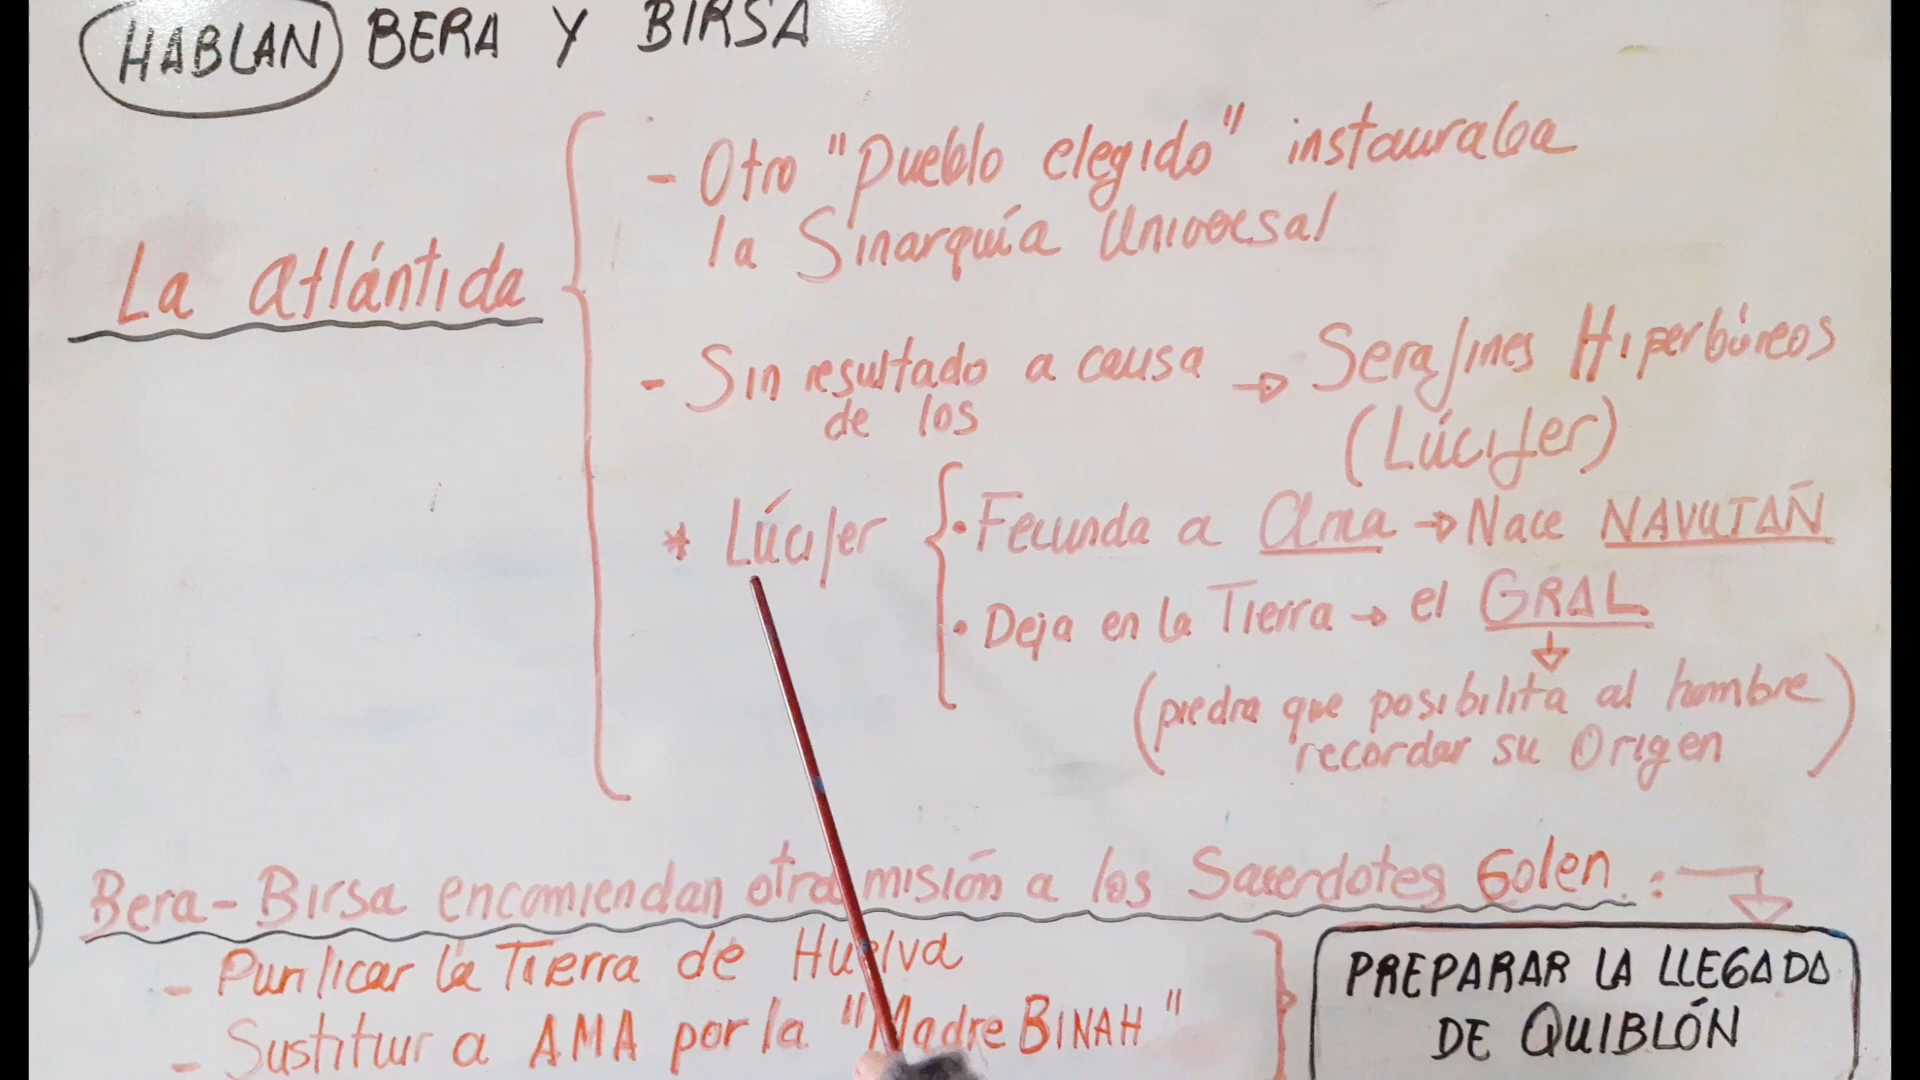 HABLAN BERA Y BIRSA
- Otro "pueblo elegido" instauraba
la Sinarquía Universal
La Atlántida
- Sin resultado a causa → Serafines Hiperbóreos
de los
(Lúcifer)
* Lúcifer
• Fecunda a Ama → Nace NAVUTAÑ
• Deja en la Tierra → el GRAL
(piedra que posibilita al hombre
recordar su Origen)
Bera-Birsa encomiendan otra misión a los Sacerdotes Golen:
- Purificar la Tierra de Huelva
- Sustituir a AMA por la "Madre BINAH"
PREPARAR LA LLEGADA
DE QUIBLÓN